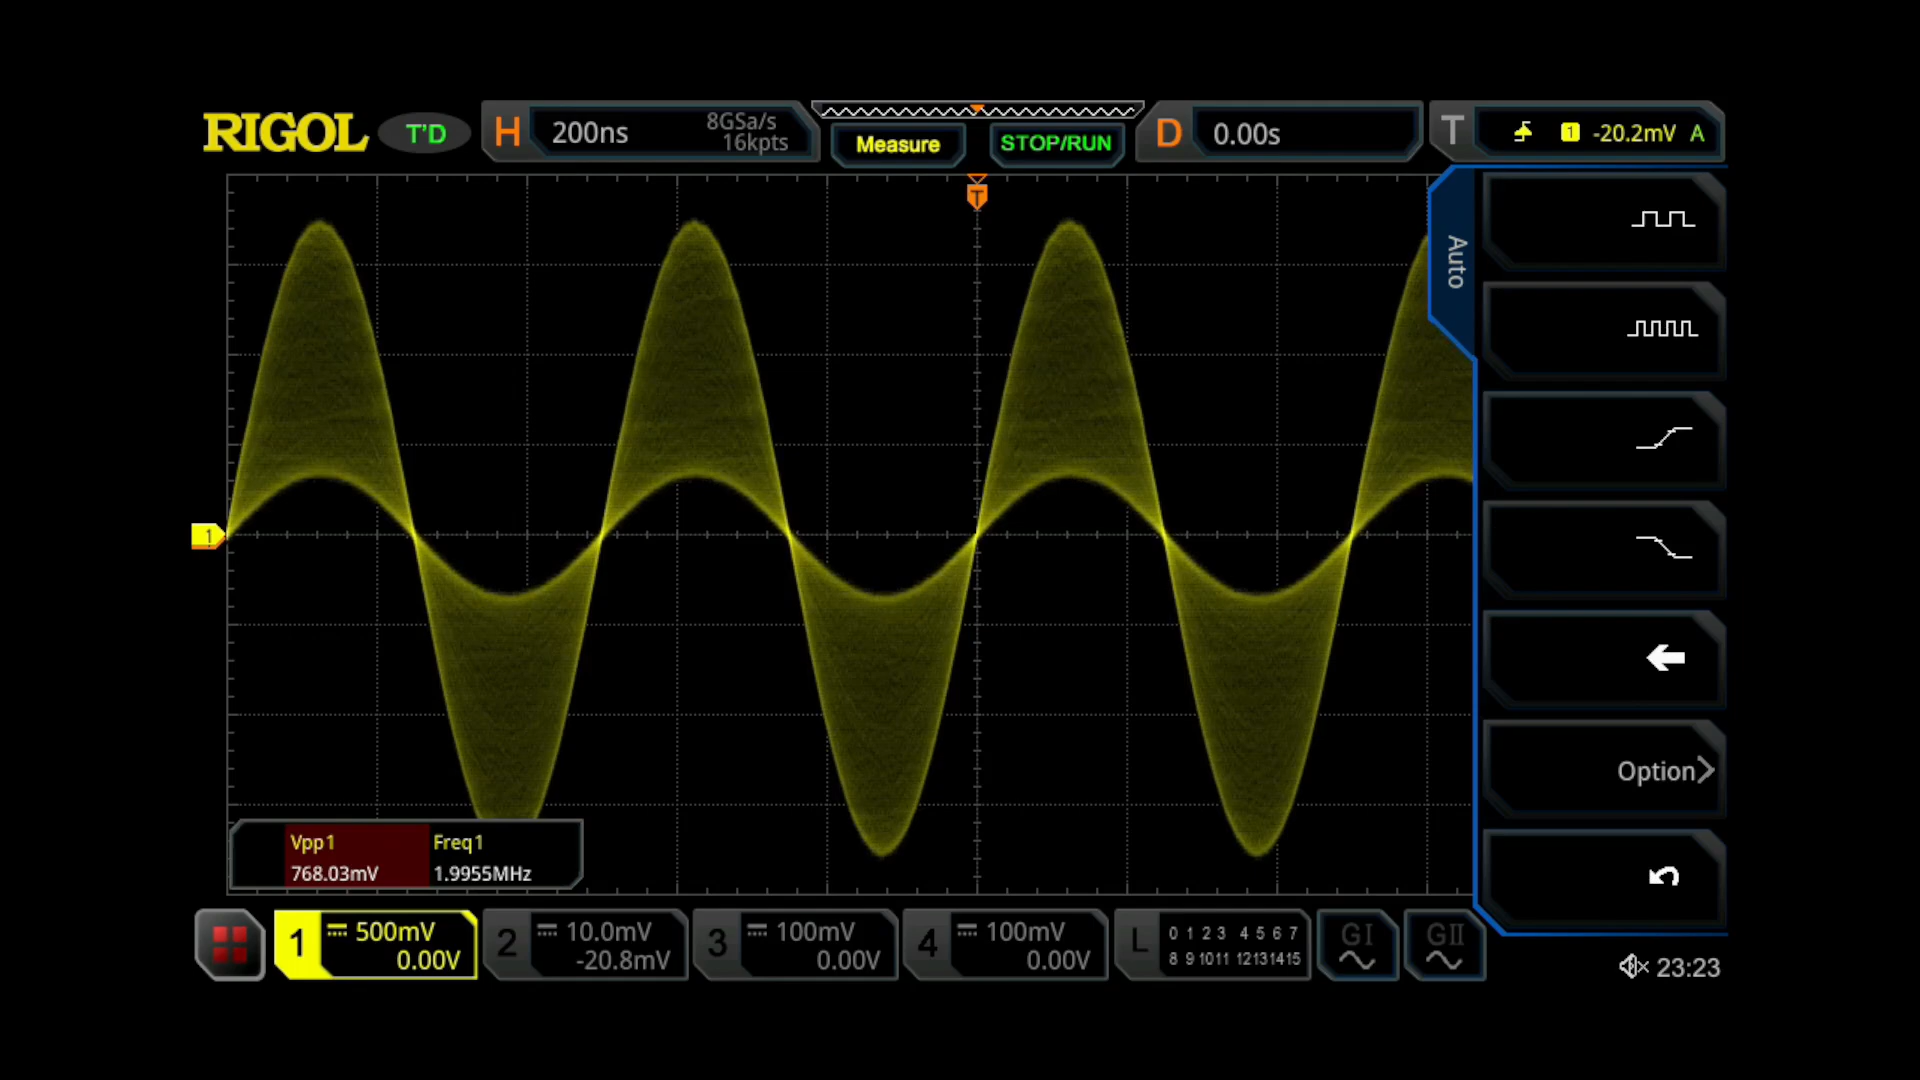 RIGOL T'D H 200ns 8GSa/s 16kpts Measure STOP/RUN D 0.00s T 1 -20.2mV A
T
Auto
1
Option
Vpp1 Freq1
768.03mV 1.9955MHz
1 500mV 0.00V 2 10.0mV -20.8mV 3 100mV 0.00V 4 100mV 0.00V L 0 1 2 3 4 5 6 7 GI GII
8 9 10 11 12 13 14 15
23:23